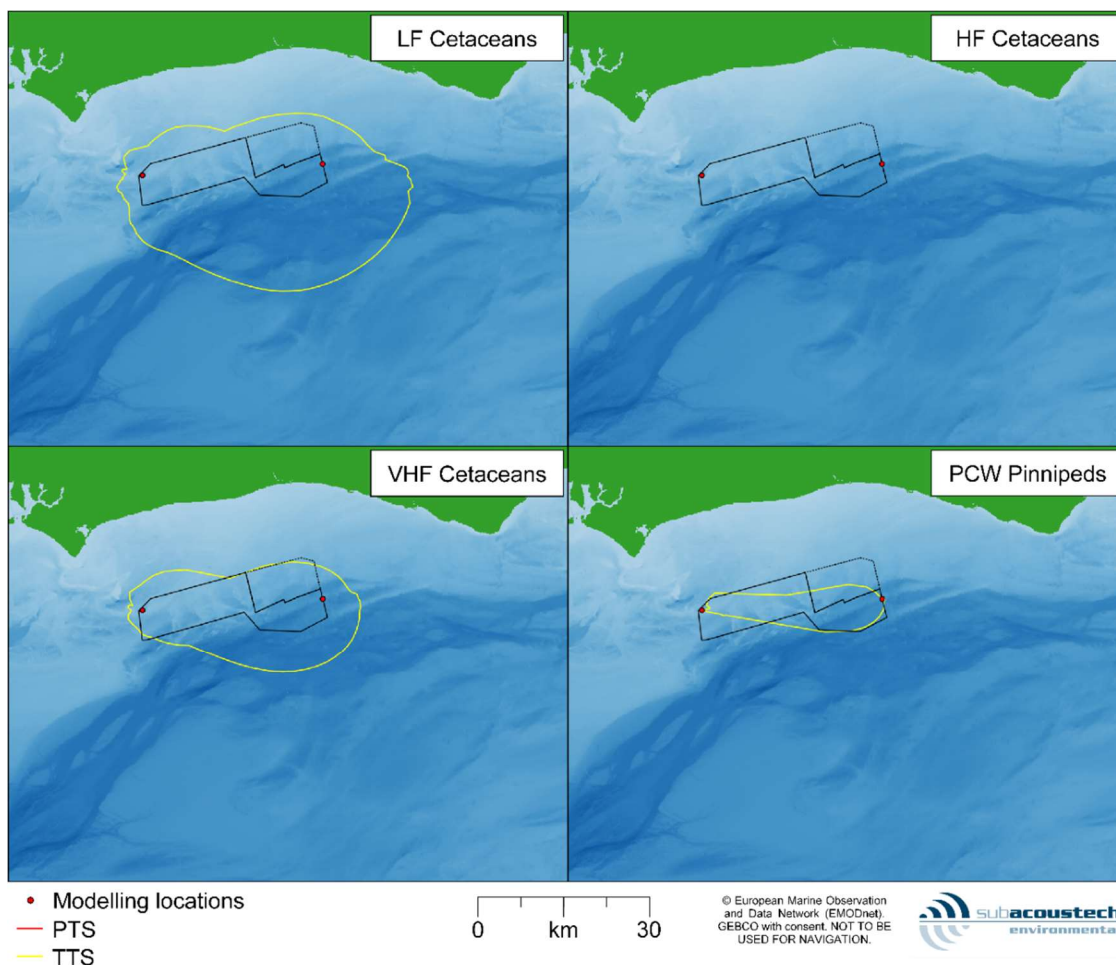 LF Cetaceans
HF Cetaceans
VHF Cetaceans
PCW Pinnipeds
Modelling locations
PTS
TTS
0 km 30
© European Marine Observation
and Data Network (EMODnet).
GEBCO with consent. NOT TO BE
USED FOR NAVIGATION.
subacoustech
environmental